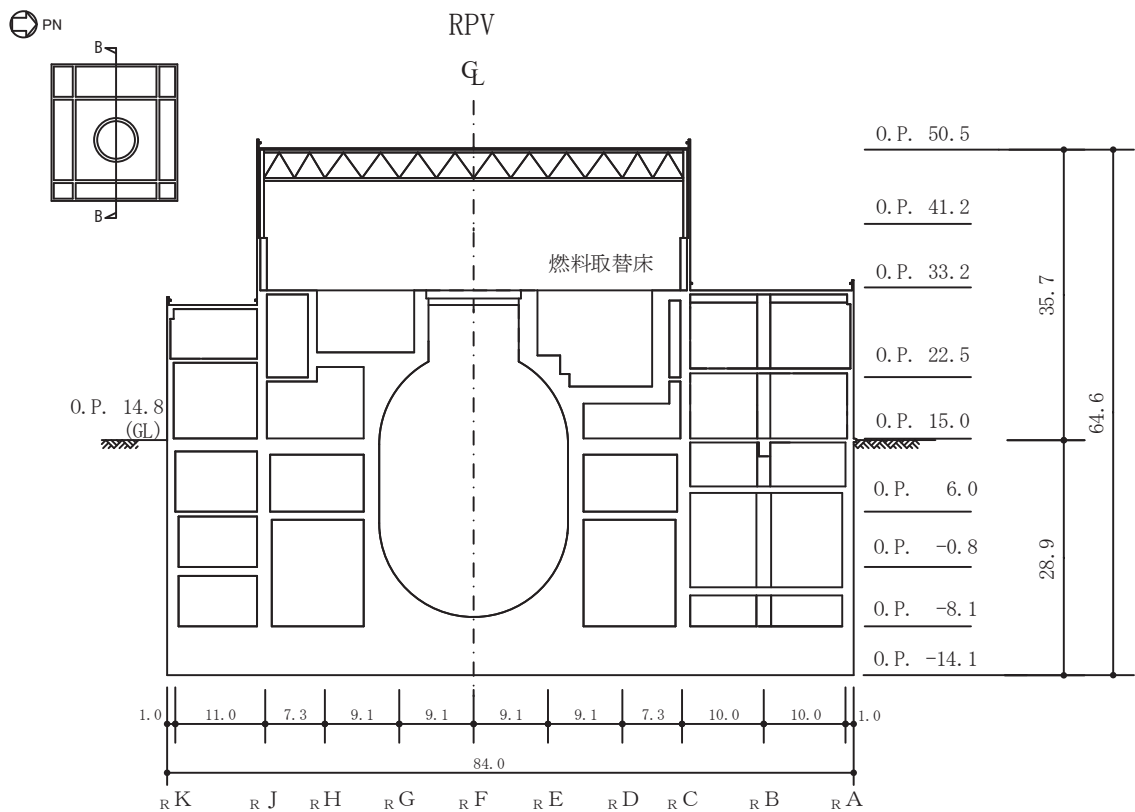 PN
RPV
B
CL
B
O.P. 50.5
O.P. 41.2
燃料取替床
O.P. 33.2
35.7
O.P. 22.5
64.6
O.P. 14.8
(GL)
O.P. 15.0
O.P. 6.0
O.P. -0.8
28.9
O.P. -8.1
O.P. -14.1
1.0 11.0 7.3 9.1 9.1 9.1 9.1 7.3 10.0 10.0 1.0
84.0
RK RJ RH RG RF RE RD RC RB RA